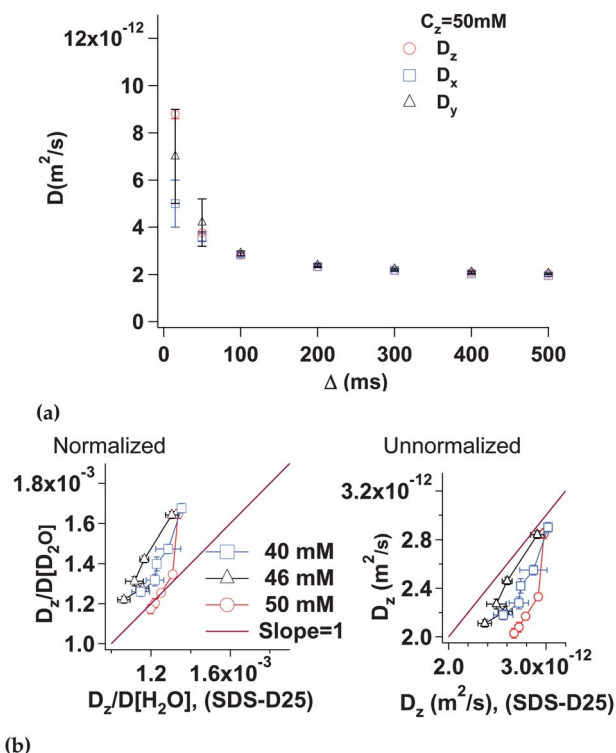 C_z=50mM
12x10⁻¹²
D_z
D_x
D_y
10
8
6
4
2
0
D(m²/s)
0 100 200 300 400 500
Δ (ms)
(a)
Normalized
1.8x10⁻³
1.6
1.4
1.2
1.0
D_z/D[D₂O]
40 mM
46 mM
50 mM
Slope=1
1.2 1.6x10⁻³
D_z/D[H₂O], (SDS-D25)
Unnormalized
3.2x10⁻¹²
2.8
2.4
2.0
D_z (m²/s)
2.0 3.0x10⁻¹²
D_z (m²/s), (SDS-D25)
(b)